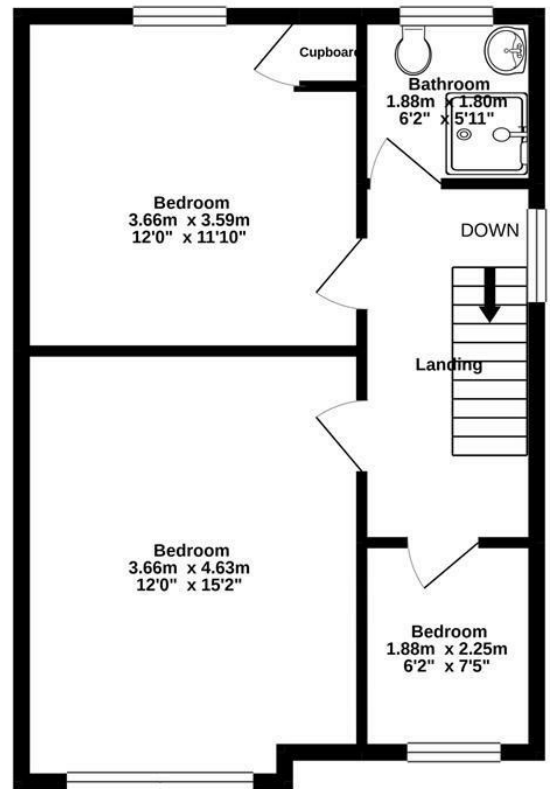 Cupboard
Bathroom
1.88m x 1.80m
6'2" x 5'11"
Bedroom
3.66m x 3.59m
12'0" x 11'10"
DOWN
Landing
Bedroom
3.66m x 4.63m
12'0" x 15'2"
Bedroom
1.88m x 2.25m
6'2" x 7'5"